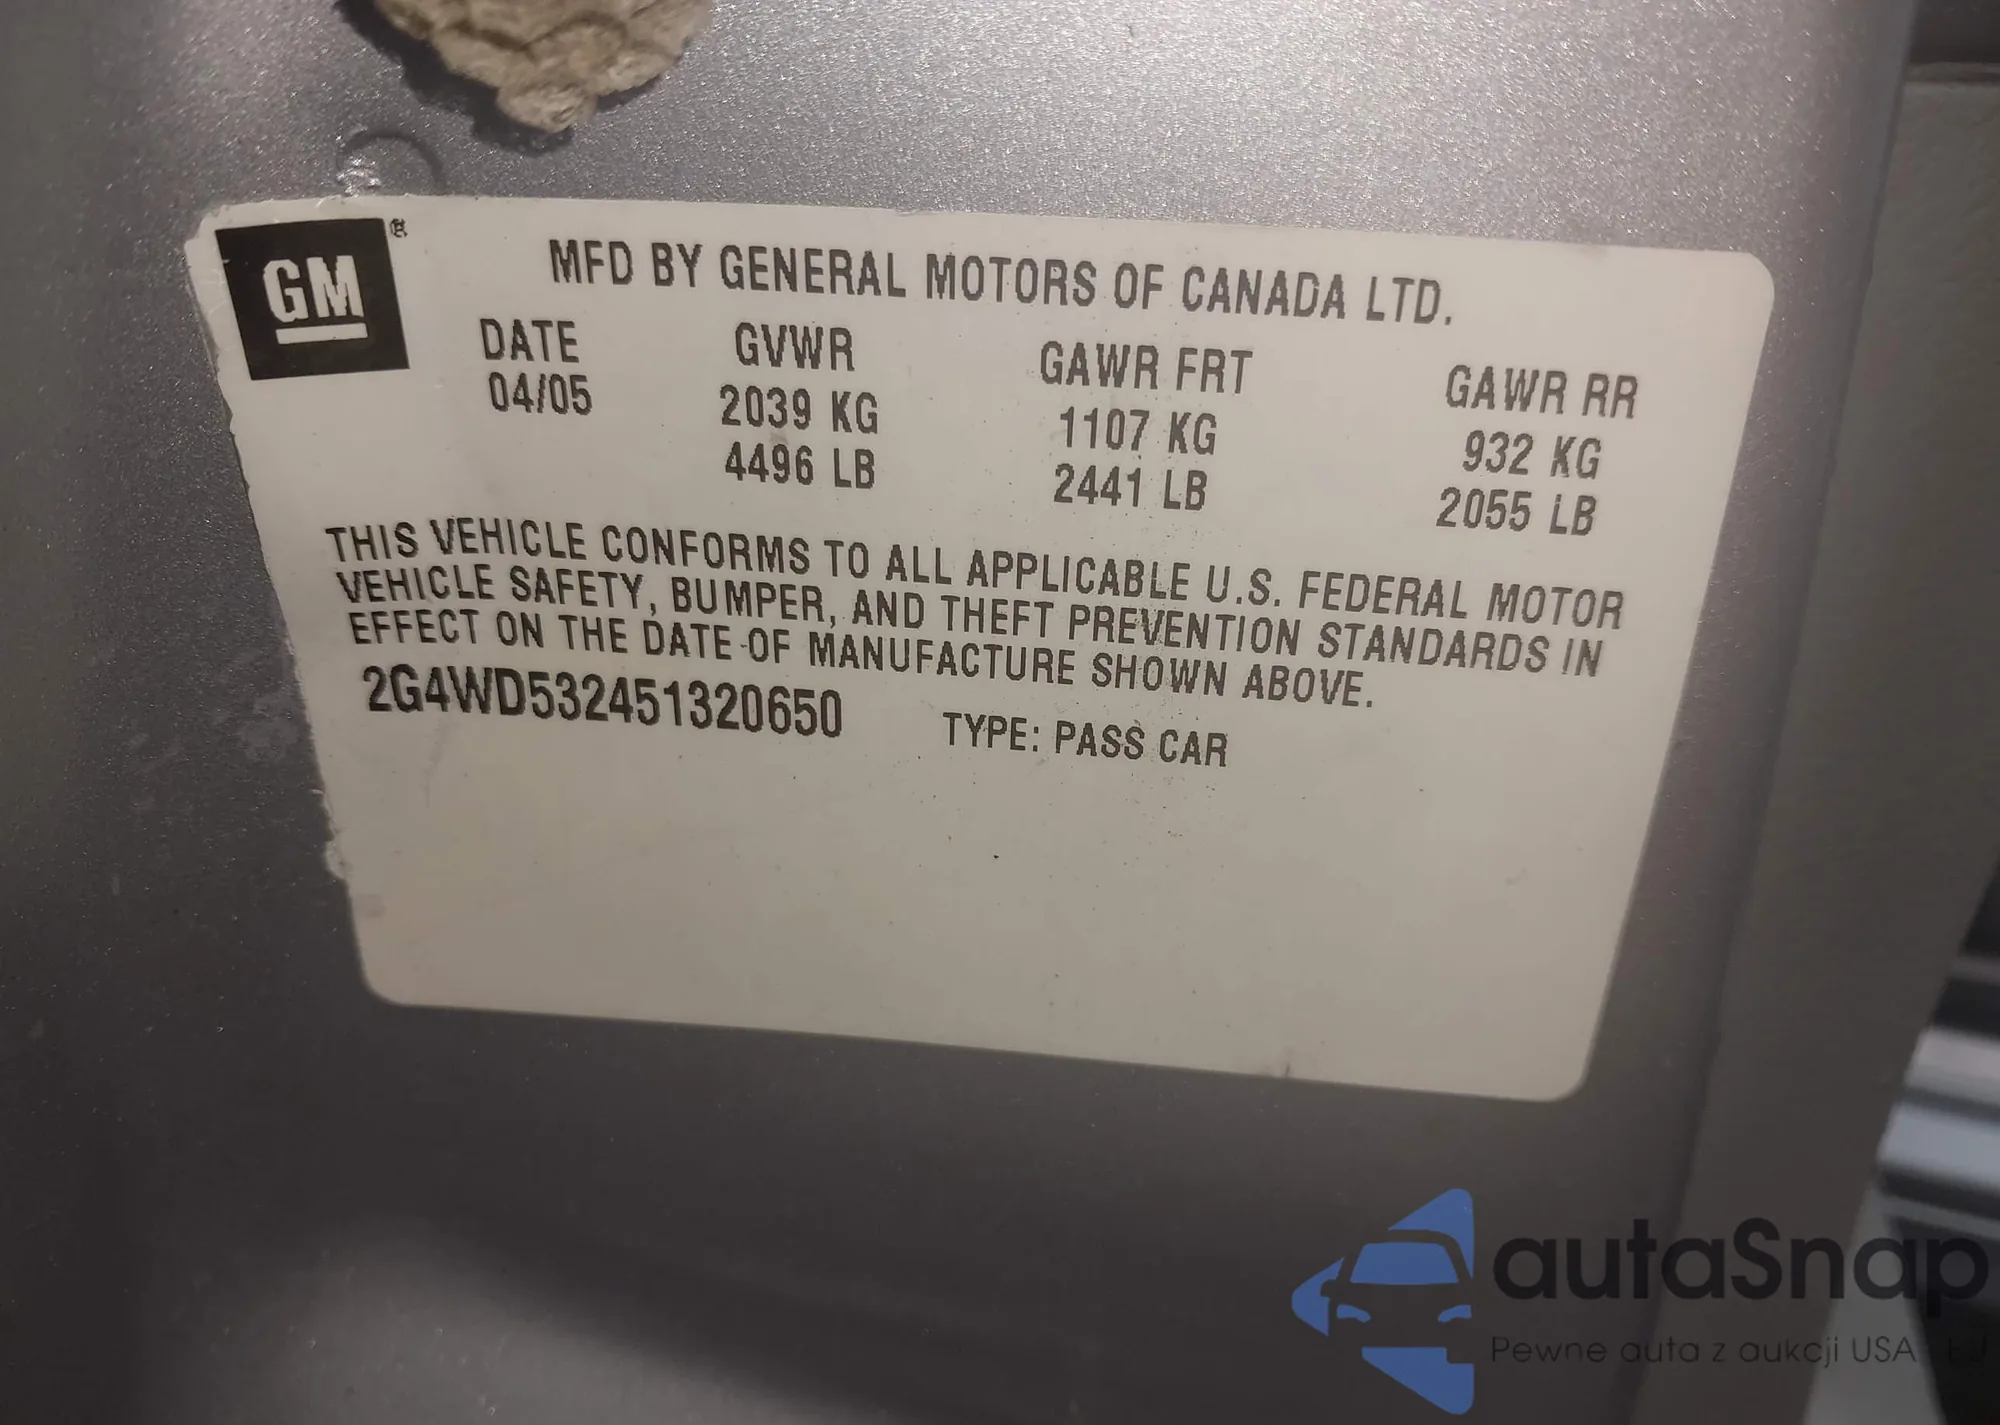 GM ®
MFD BY GENERAL MOTORS OF CANADA LTD.
DATE GVWR GAWR FRT GAWR RR
04/05 2039 KG 1107 KG 932 KG
4496 LB 2441 LB 2055 LB
THIS VEHICLE CONFORMS TO ALL APPLICABLE U.S. FEDERAL MOTOR
VEHICLE SAFETY, BUMPER, AND THEFT PREVENTION STANDARDS IN
EFFECT ON THE DATE OF MANUFACTURE SHOWN ABOVE.
2G4WD532451320650 TYPE: PASS CAR
autaSnap
Pewne auta z aukcji USA i EU